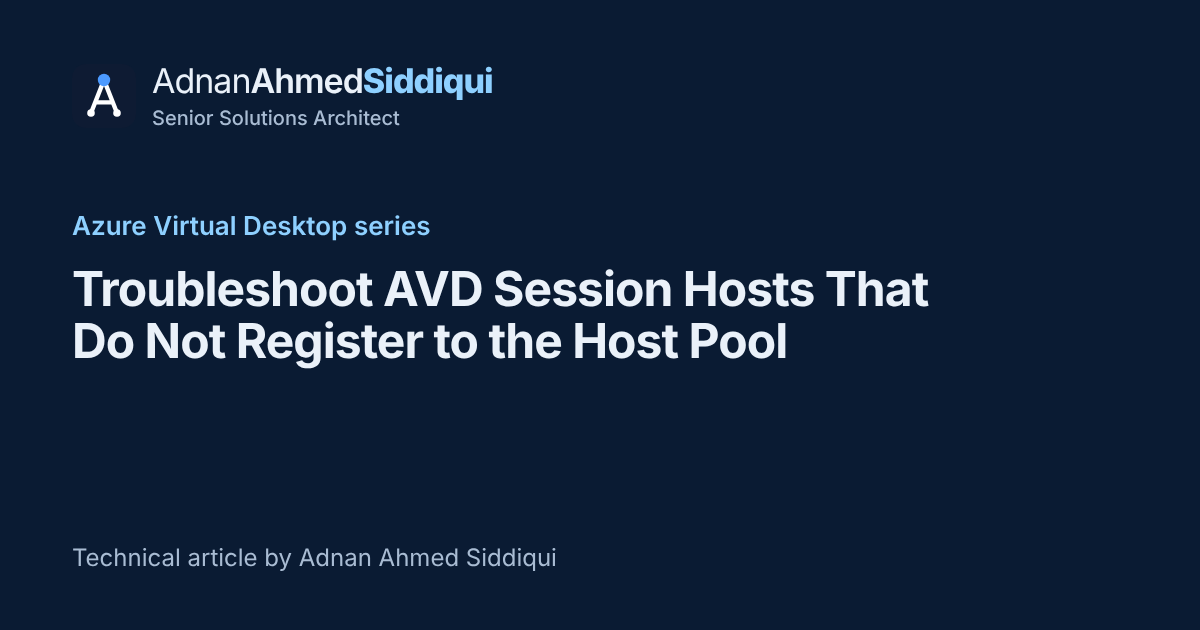 AdnanAhmedSiddiqui
Senior Solutions Architect
Azure Virtual Desktop series
Troubleshoot AVD Session Hosts That
Do Not Register to the Host Pool
Technical article by Adnan Ahmed Siddiqui